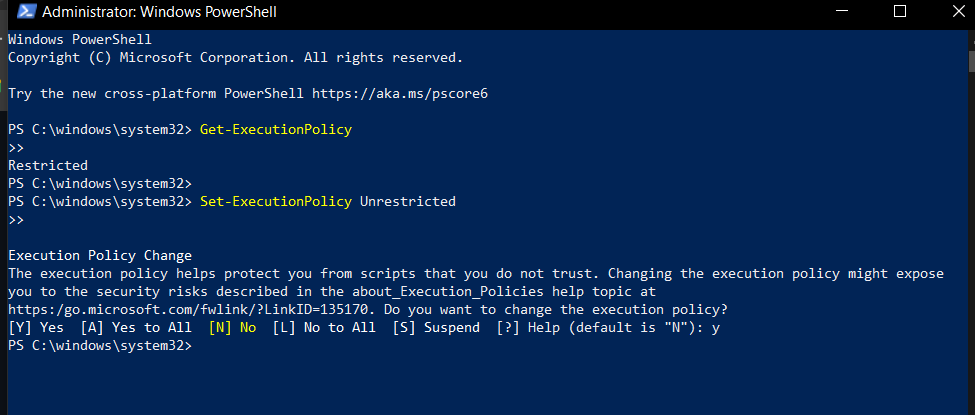 Administrator: Windows PowerShell
Windows PowerShell
Copyright (C) Microsoft Corporation. All rights reserved.
Try the new cross-platform PowerShell https://aka.ms/pscore6
PS C:\windows\system32> Get-ExecutionPolicy
>>
Restricted
PS C:\windows\system32>
PS C:\windows\system32> Set-ExecutionPolicy Unrestricted
>>
Execution Policy Change
The execution policy helps protect you from scripts that you do not trust. Changing the execution policy might expose
you to the security risks described in the about_Execution_Policies help topic at
https:/go.microsoft.com/fwlink/?LinkID=135170. Do you want to change the execution policy?
[Y] Yes  [A] Yes to All  [N] No  [L] No to All  [S] Suspend  [?] Help (default is "N"): y
PS C:\windows\system32>